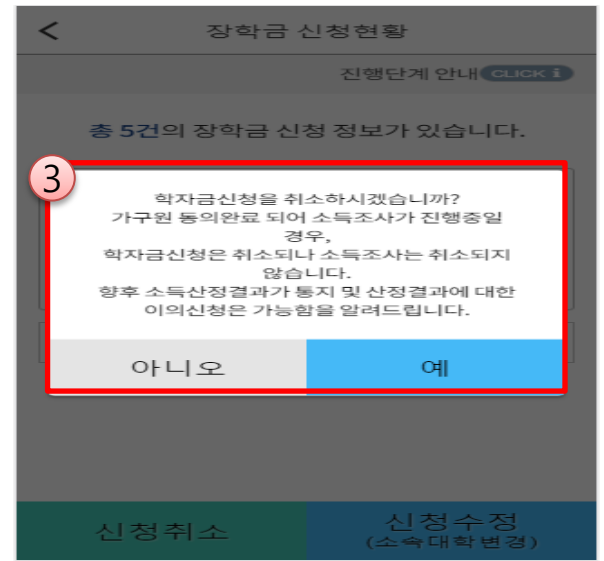 장학금 신청현황
진행단계 안내 CLICK i
총 5건의 장학금 신청 정보가 있습니다.
3
학자금신청을 취소하시겠습니까?
가구원 동의완료 되어 소득조사가 진행중일
경우,
학자금신청은 취소되나 소득조사는 취소되지
않습니다.
향후 소득산정결과가 통지 및 산정결과에 대한
이의신청은 가능함을 알려드립니다.
아니오
예
신청취소
신청수정
(소속대학변경)